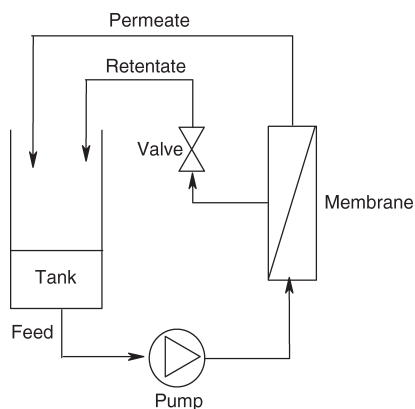 Permeate
Retentate
Valve
Membrane
Tank
Feed
Pump